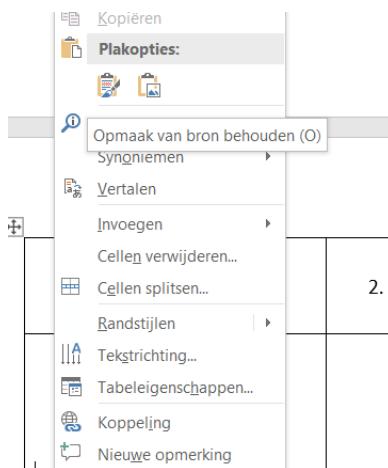 Kopiëren
Plakopties:
Opmaak van bron behouden (O)
Synoniemen
Vertalen
Invoegen
Cellen verwijderen...
Cellen splitsen...
2.
Randstijlen
Tekstrichting...
Tabeleigenschappen...
Koppeling
Nieuwe opmerking